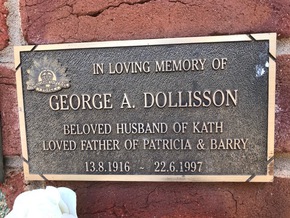 IN LOVING MEMORY OF
GEORGE A. DOLLISSON
BELOVED HUSBAND OF KATH
LOVED FATHER OF PATRICIA & BARRY
13.8.1916 ~ 22.6.1997